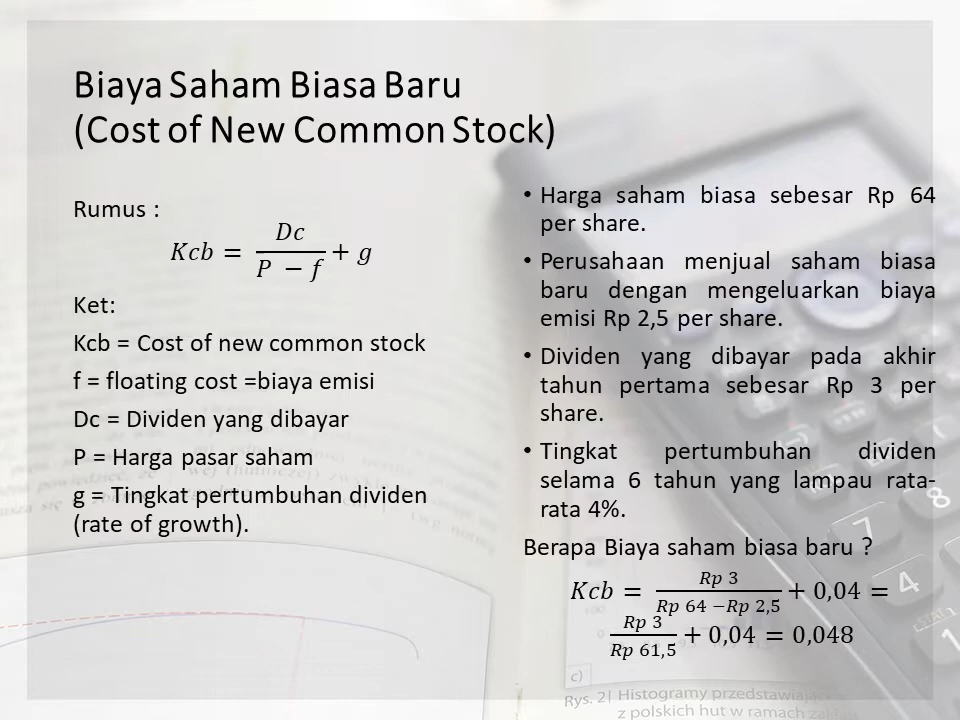 Biaya Saham Biasa Baru
(Cost of New Common Stock)
Rumus :
Kcb = Dc / (P − f) + g
Ket:
Kcb = Cost of new common stock
f = floating cost =biaya emisi
Dc = Dividen yang dibayar
P = Harga pasar saham
g = Tingkat pertumbuhan dividen
(rate of growth).
• Harga saham biasa sebesar Rp 64
per share.
• Perusahaan menjual saham biasa
baru dengan mengeluarkan biaya
emisi Rp 2,5 per share.
• Dividen yang dibayar pada akhir
tahun pertama sebesar Rp 3 per
share.
• Tingkat pertumbuhan dividen
selama 6 tahun yang lampau rata-
rata 4%.
Berapa Biaya saham biasa baru ?
Kcb = Rp 3 / (Rp 64 −Rp 2,5) + 0,04 =
Rp 3 / Rp 61,5 + 0,04 = 0,048
7
8
4
1
c)
Rys. 2| Histogramy przedstawiające
z polskich hut w ramach